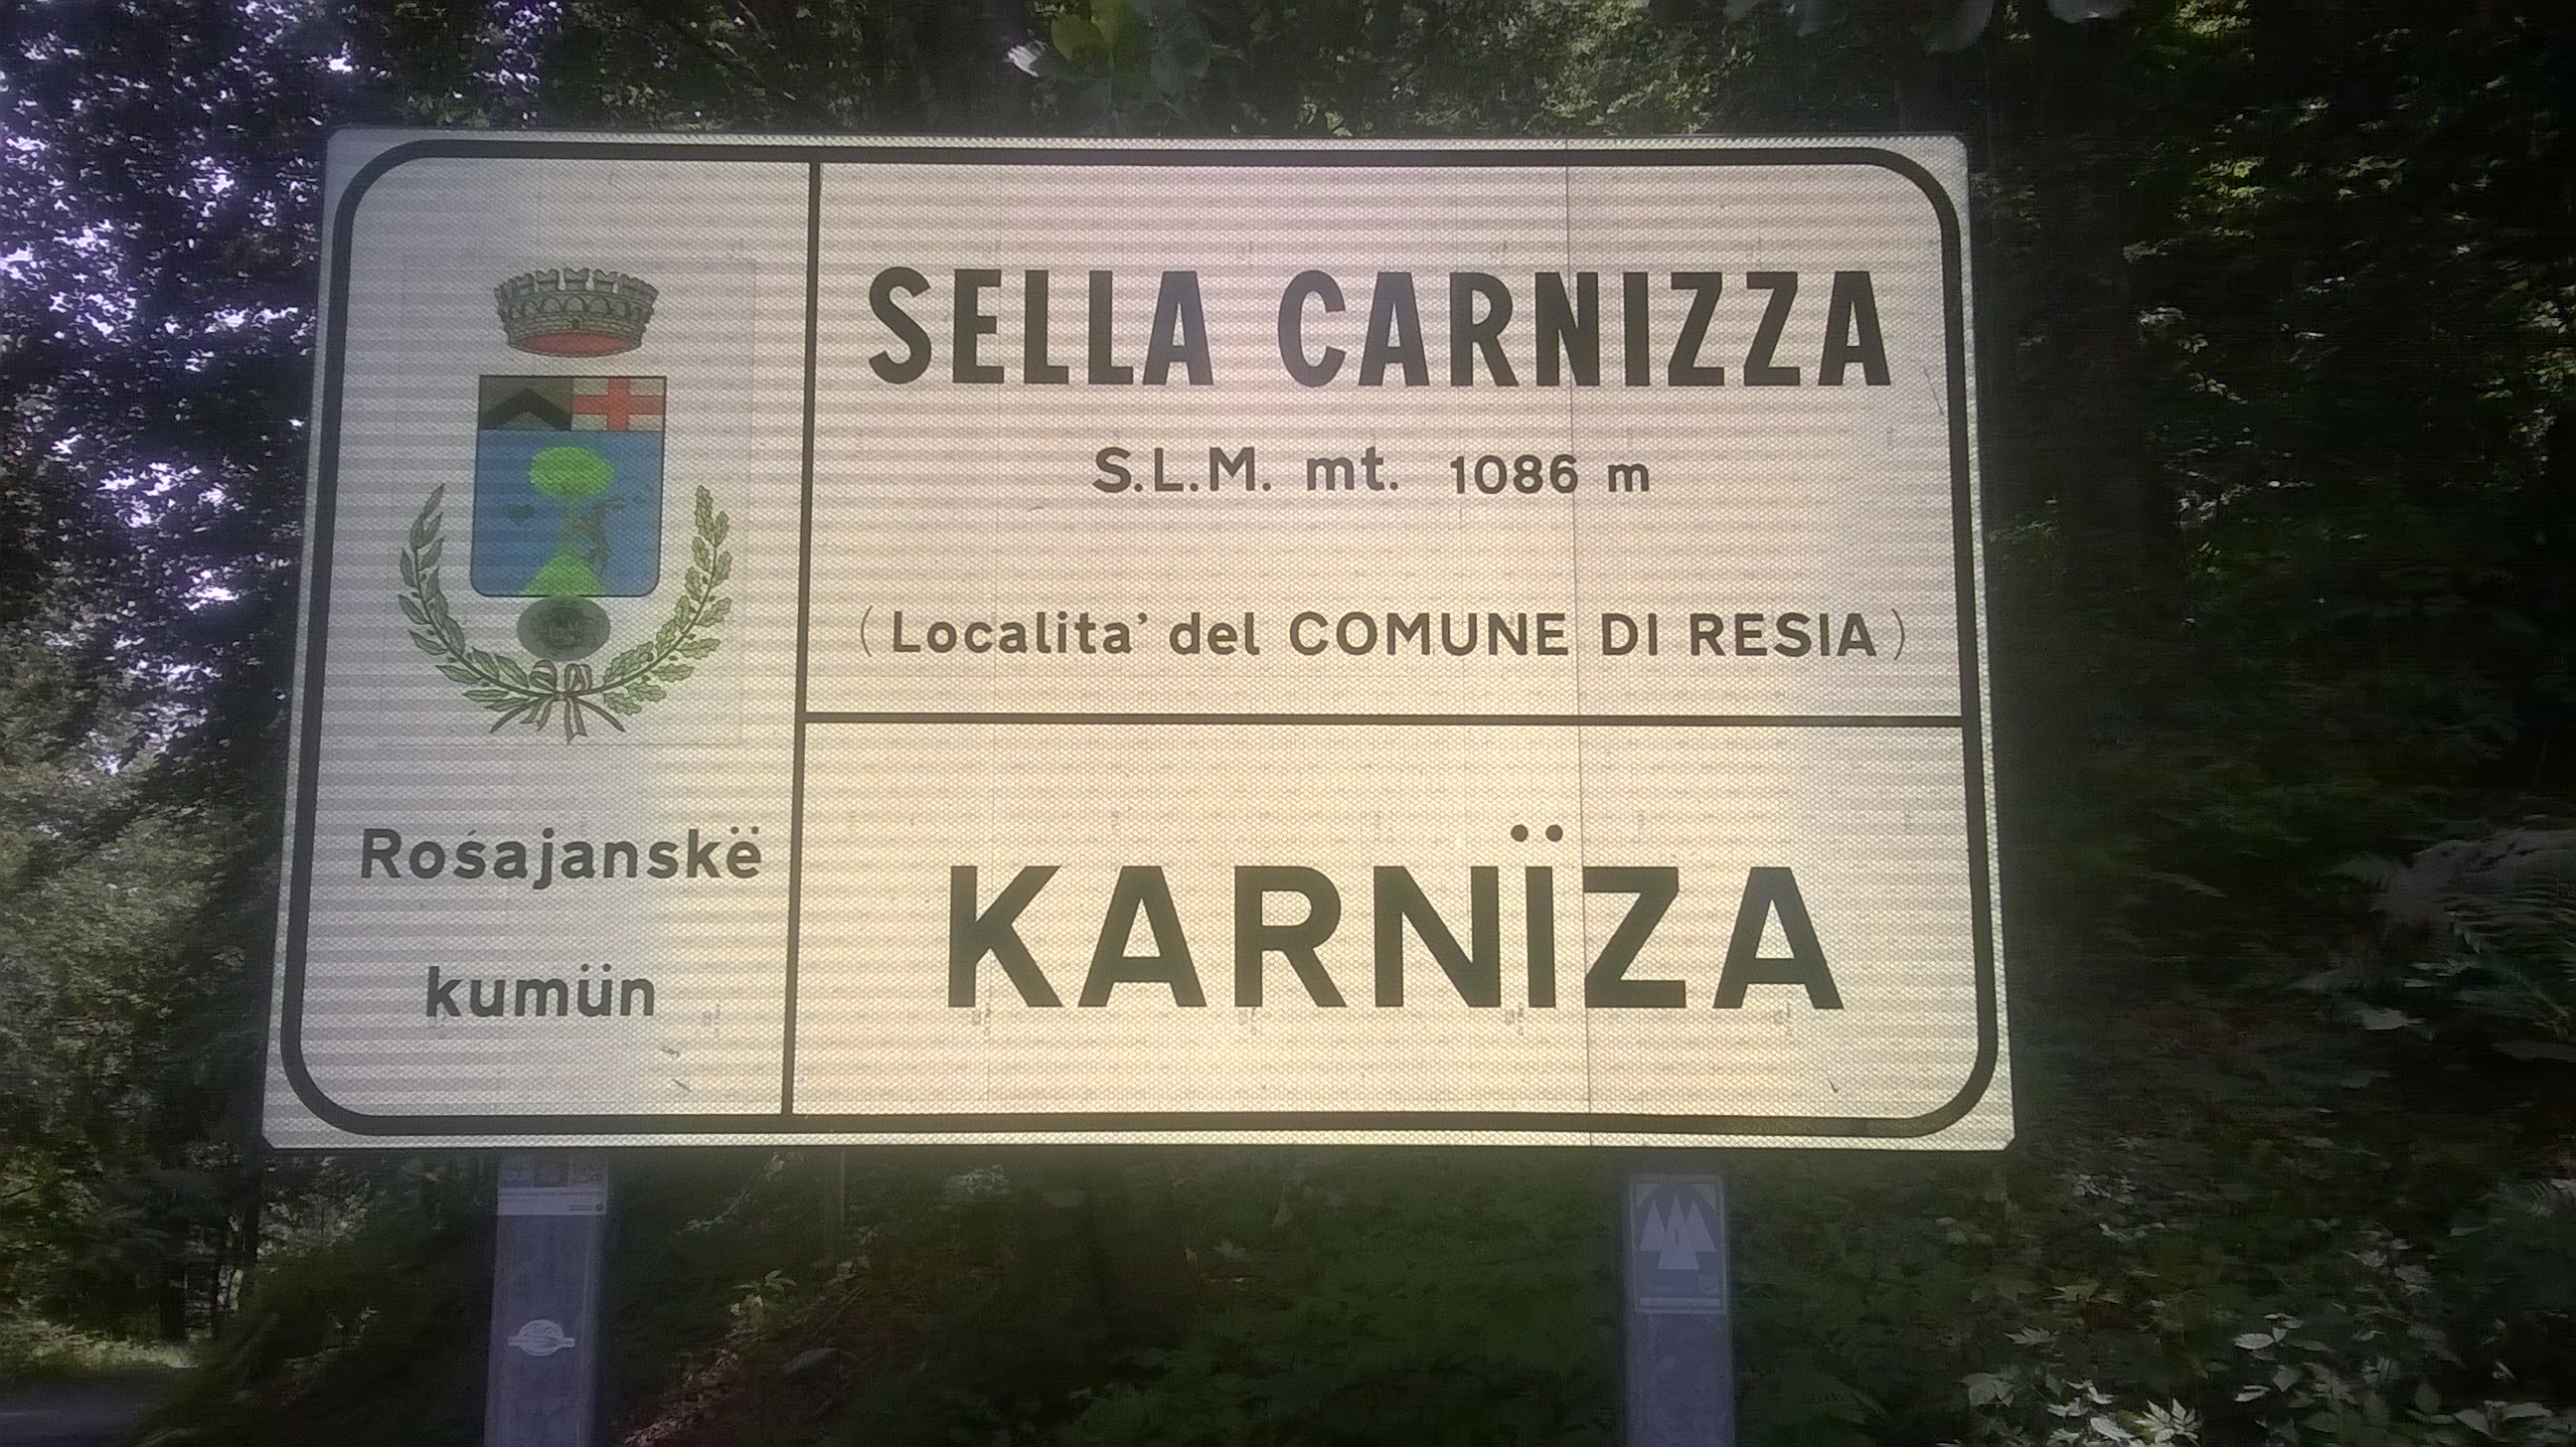 SELLA CARNIZZA
S.L.M. mt. 1086 m
(Localita' del COMUNE DI RESIA)
Rośajanskë
kumün
KARNÏZA